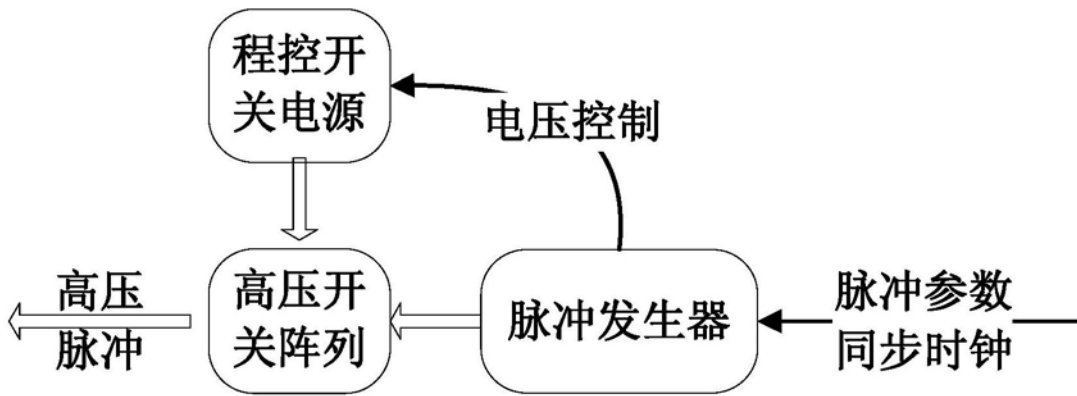 程控开
关电源
电压控制
高压
脉冲
高压开
关阵列
脉冲发生器
脉冲参数
同步时钟